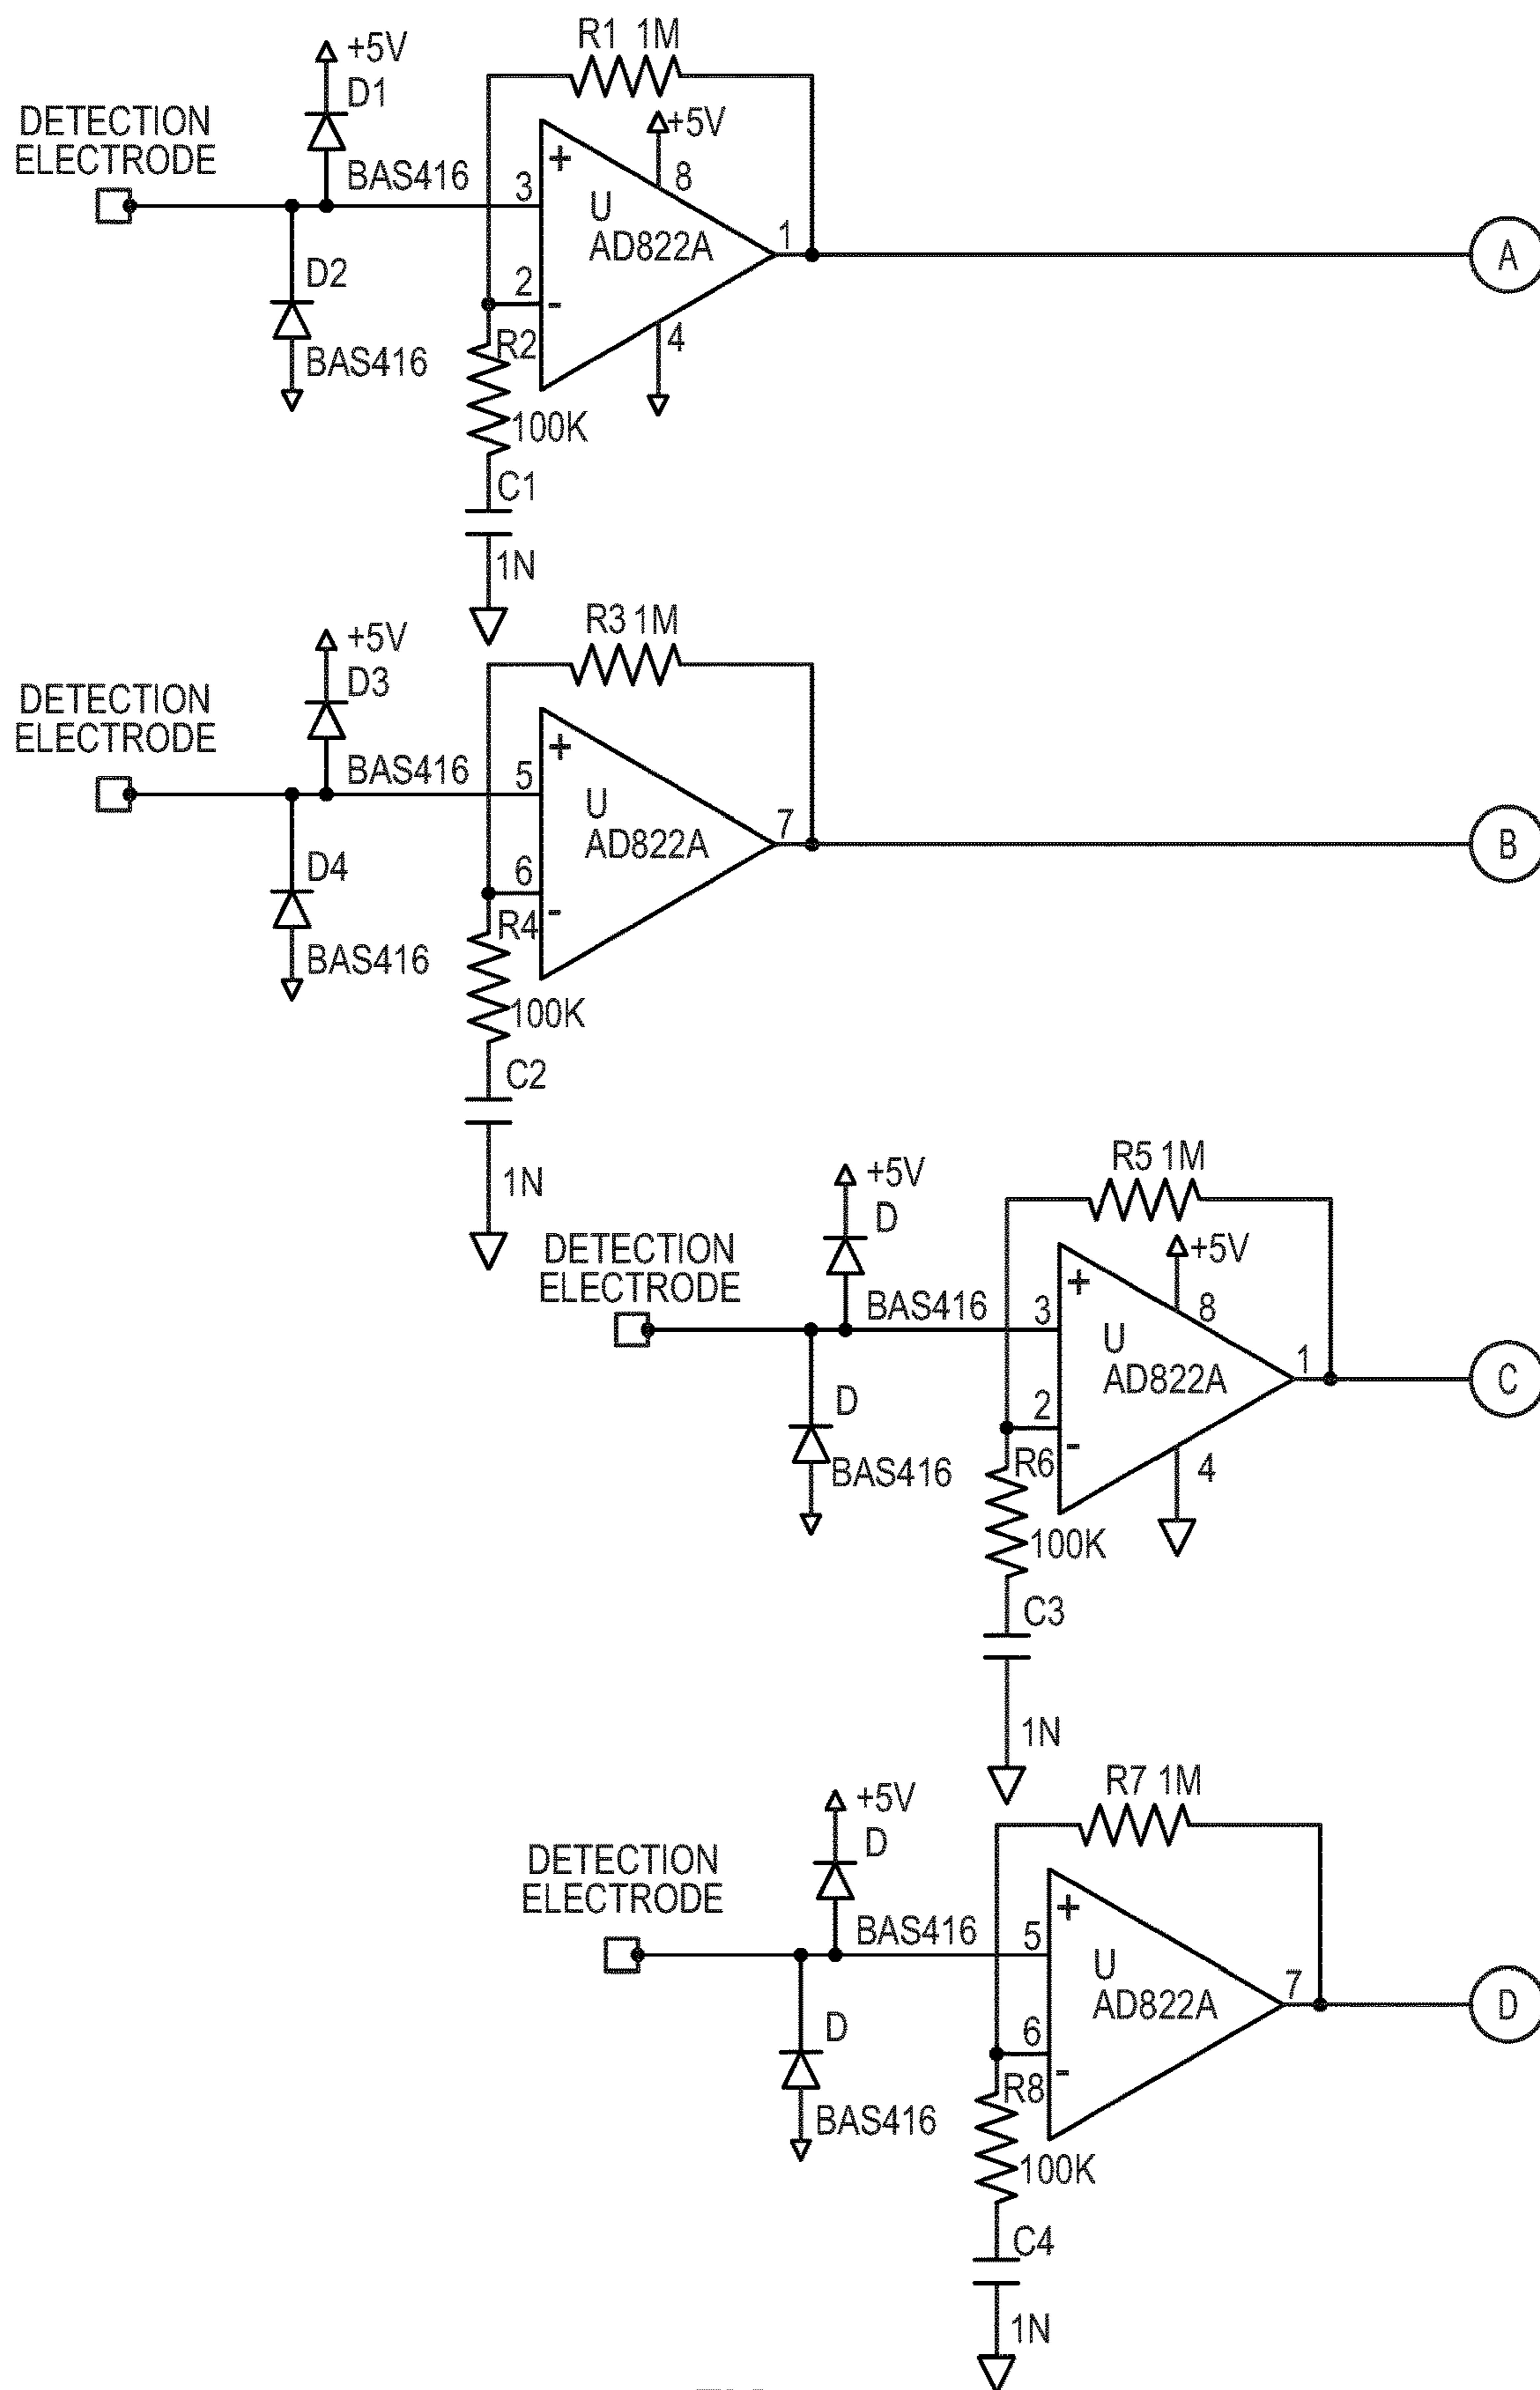 R1 1M
+5V
D1
DETECTION
ELECTRODE
+5V
BAS416
3
+
8
U
AD822A
1
A
D2
2
-
BAS416
R2
4
100K
C1
1N
R3 1M
+5V
D3
DETECTION
ELECTRODE
BAS416
5
+
U
AD822A
7
B
D4
6
-
BAS416
R4
100K
C2
1N
R5 1M
+5V
D
DETECTION
ELECTRODE
+5V
BAS416
3
+
8
U
AD822A
1
C
D
2
-
BAS416
R6
4
100K
C3
1N
R7 1M
+5V
D
DETECTION
ELECTRODE
BAS416
5
+
U
AD822A
7
D
D
6
-
BAS416
R8
100K
C4
1N